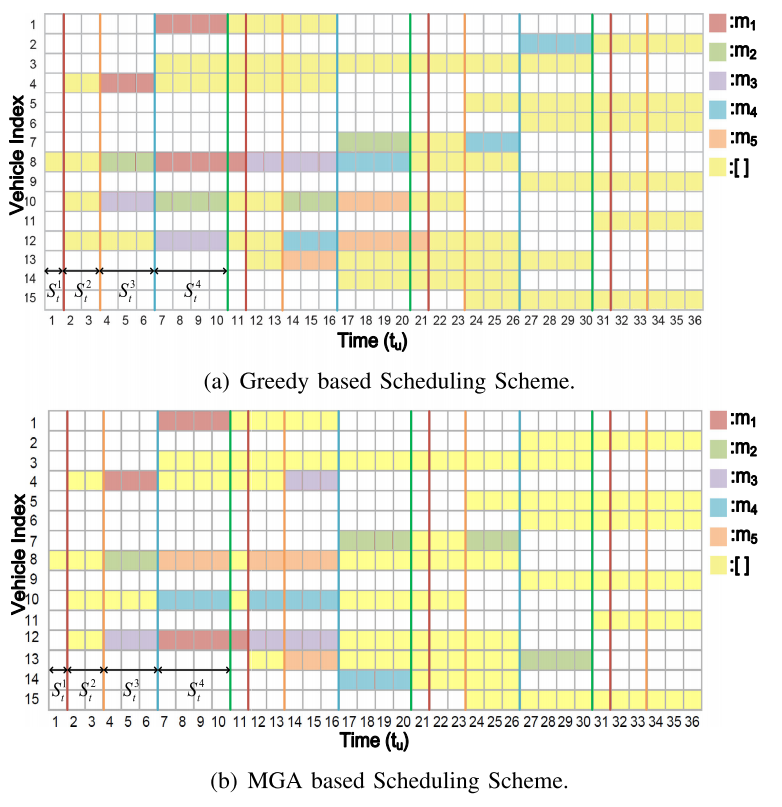 1
2
3
4
5
6
7
8
9
10
11
12
13
14
15
Vehicle Index
:m₁
:m₂
:m₃
:m₄
:m₅
:[ ]
S_t^1 S_t^2 S_t^3 S_t^4
1 2 3 4 5 6 7 8 9 10 11 12 13 14 15 16 17 18 19 20 21 22 23 24 25 26 27 28 29 30 31 32 33 34 35 36
Time (tᵤ)
(a) Greedy based Scheduling Scheme.
1
2
3
4
5
6
7
8
9
10
11
12
13
14
15
Vehicle Index
:m₁
:m₂
:m₃
:m₄
:m₅
:[ ]
S_t^1 S_t^2 S_t^3 S_t^4
1 2 3 4 5 6 7 8 9 10 11 12 13 14 15 16 17 18 19 20 21 22 23 24 25 26 27 28 29 30 31 32 33 34 35 36
Time (tᵤ)
(b) MGA based Scheduling Scheme.